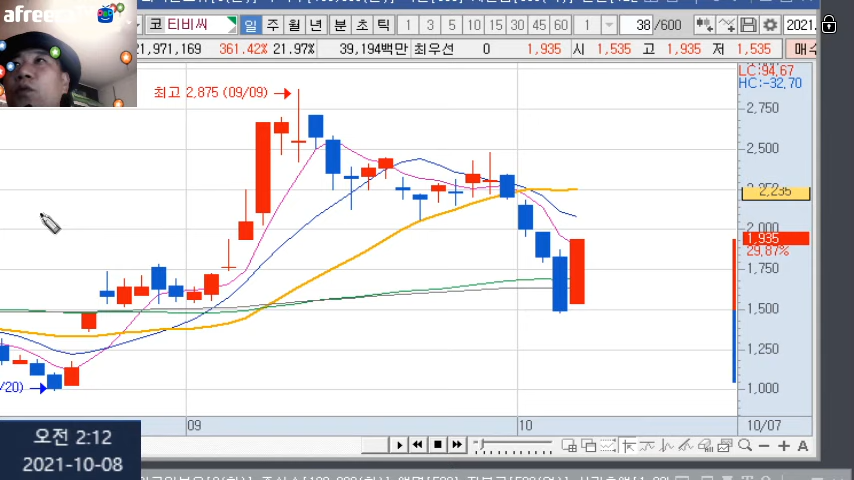 afreeca
코 티비씨 일 주 월 년 분 초 틱 1 3 5 10 15 30 45 60 1 38 /600 2021.
21,971,169 361.42% 21.97% 39,194백만 최우선 0 1,935 시 1,535 고 1,935 저 1,535 매수
LC:94,67
HC:-32,70
최고 2,875 (09/09)
2,750
2,500
2,235
2,000
1,935
29.87%
1,750
1,500
1,250
1,000
/20)
09 10 10/07
A
오전 2:12
2021-10-08